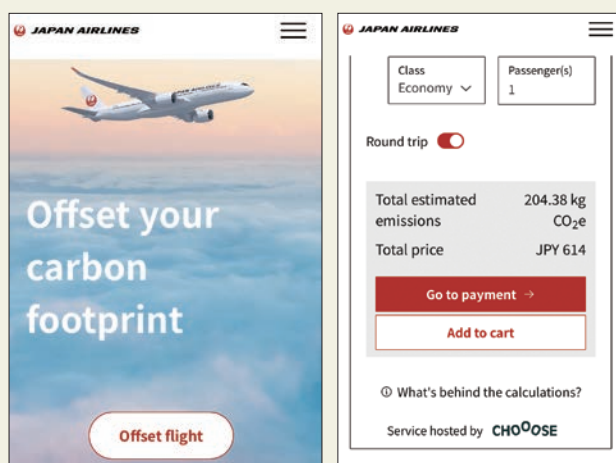 JAPAN AIRLINES
Offset your
carbon
footprint
Offset flight
JAPAN AIRLINES
Class
Economy
Passenger(s)
1
Round trip
Total estimated
emissions
204.38 kg
CO₂e
Total price
JPY 614
Go to payment →
Add to cart
ⓘ What's behind the calculations?
Service hosted by CHOOOSE